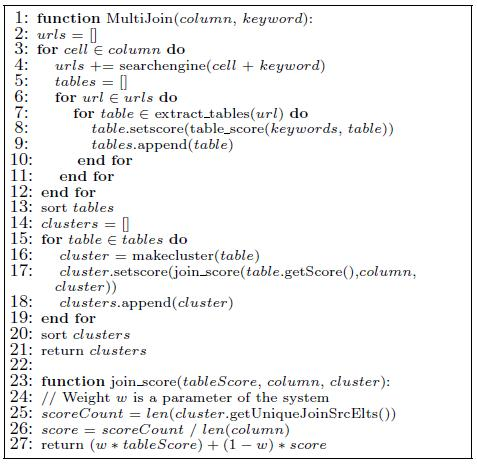 1: function MultiJoin(column, keyword):
2: urls = []
3: for cell ∈ column do
4: urls += searchengine(cell + keyword)
5: tables = []
6: for url ∈ urls do
7: for table ∈ extract_tables(url) do
8: table.setscore(table_score(keywords, table))
9: tables.append(table)
10: end for
11: end for
12: end for
13: sort tables
14: clusters = []
15: for table ∈ tables do
16: cluster = makecluster(table)
17: cluster.setscore(join_score(table.getScore(),column,
cluster))
18: clusters.append(cluster)
19: end for
20: sort clusters
21: return clusters
22:
23: function join_score(tableScore, column, cluster):
24: // Weight w is a parameter of the system
25: scoreCount = len(cluster.getUniqueJoinSrcElts())
26: score = scoreCount / len(column)
27: return (w * tableScore) + (1 − w) * score